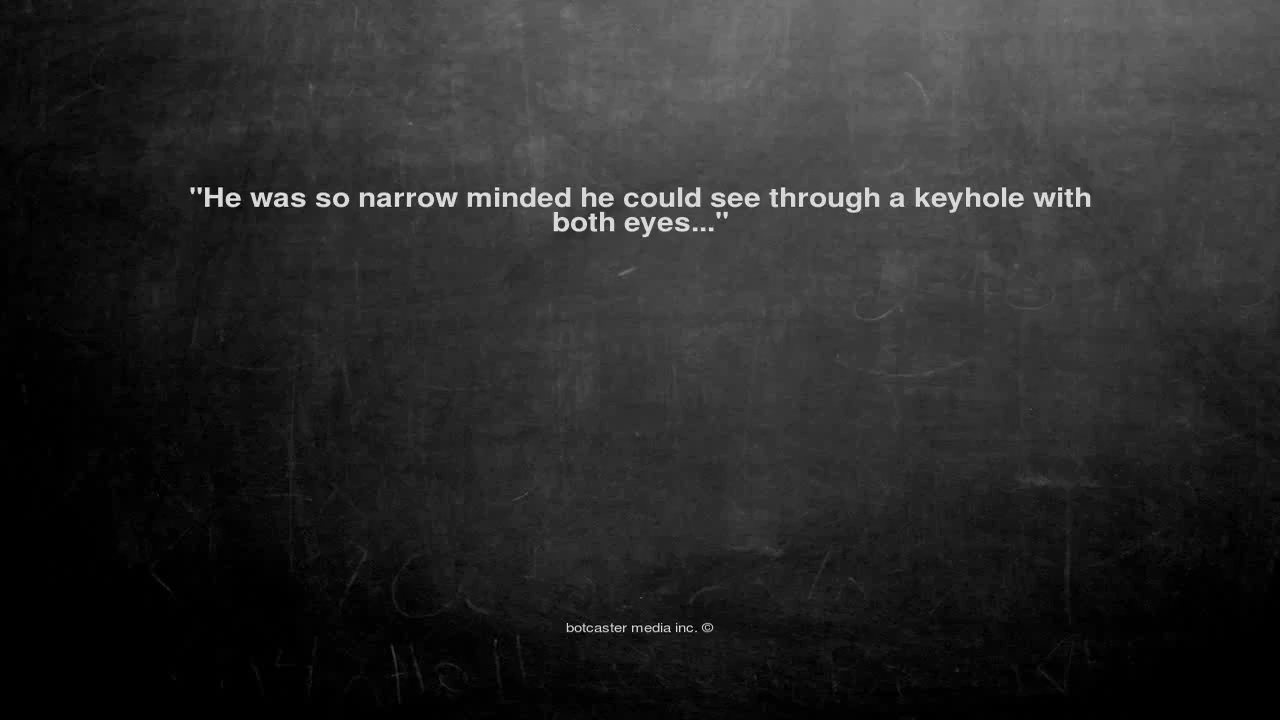 "He was so narrow minded he could see through a keyhole with
both eyes..."
botcaster media inc. ©